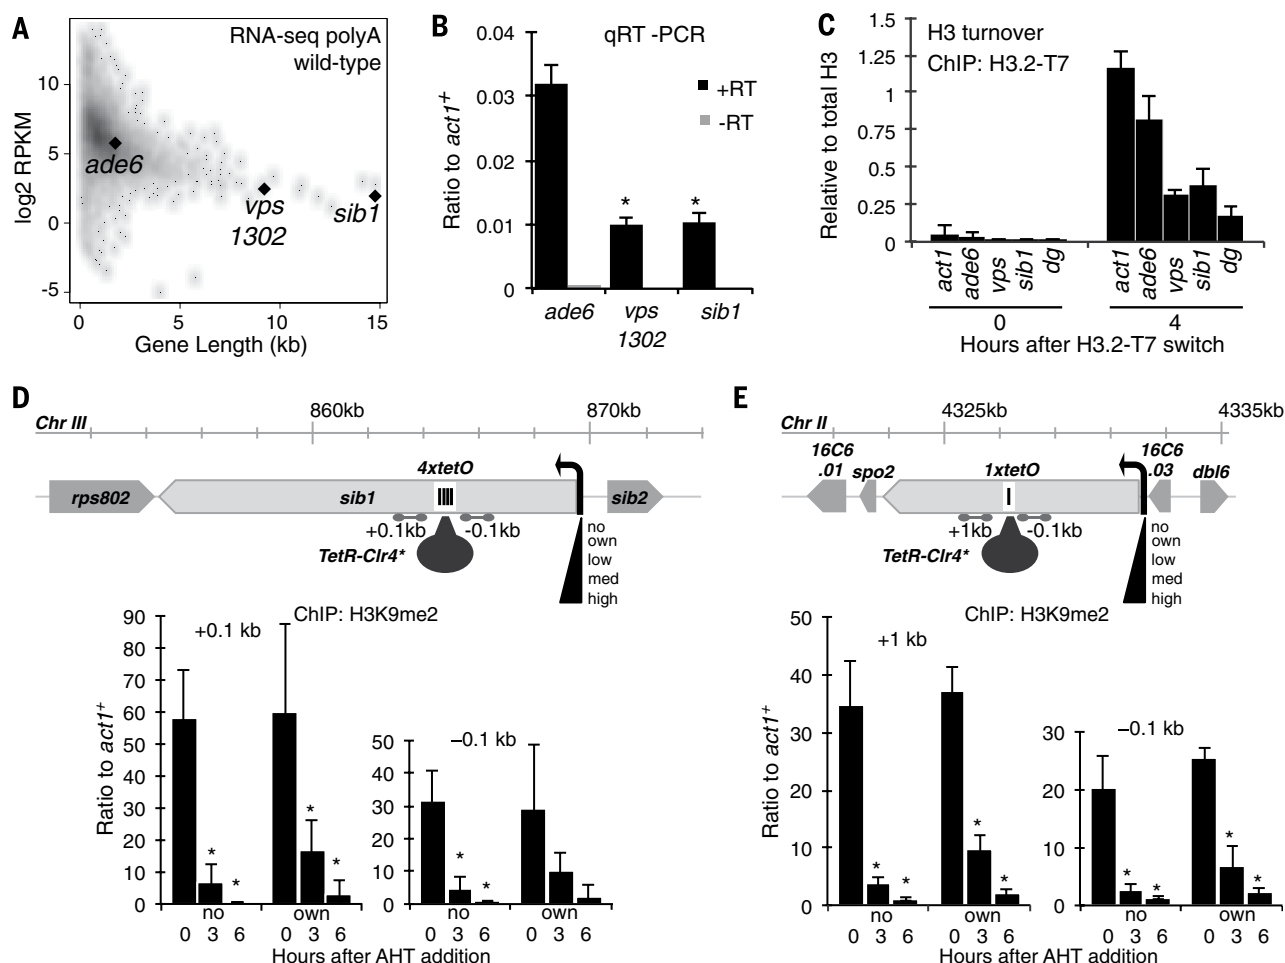 A
RNA-seq polyA
wild-type
log2 RPKM
10
5
0
-5
ade6
vps
1302
sib1
0
5
10
15
Gene Length (kb)
B
qRT -PCR
Ratio to act1+
0.04
0.03
0.02
0.01
0
+RT
-RT
*
*
ade6
vps
1302
sib1
C
H3 turnover
ChIP: H3.2-T7
Relative to total H3
1.5
1.25
1
0.75
0.5
0.25
0
act1
ade6
vps
sib1
dg
act1
ade6
vps
sib1
dg
0
4
Hours after H3.2-T7 switch
D
Chr III
860kb
870kb
4xtetO
rps802
sib1
sib2
+0.1kb
-0.1kb
TetR-Clr4*
no
own
low
med
high
ChIP: H3K9me2
+0.1 kb
Ratio to act1+
90
80
70
60
50
40
30
20
10
0
*
*
*
*
no
own
0 3 6
0 3 6
–0.1 kb
50
40
30
20
10
0
*
*
no
own
0 3 6
0 3 6
Hours after AHT addition
E
Chr II
4325kb
4335kb
16C6
.01
spo2
1xtetO
16C6
.03
dbl6
+1kb
-0.1kb
TetR-Clr4*
no
own
low
med
high
ChIP: H3K9me2
+1 kb
Ratio to act1+
50
40
30
20
10
0
*
*
*
*
no
own
0 3 6
0 3 6
–0.1 kb
30
20
10
0
*
*
*
*
no
own
0 3 6
0 3 6
Hours after AHT addition